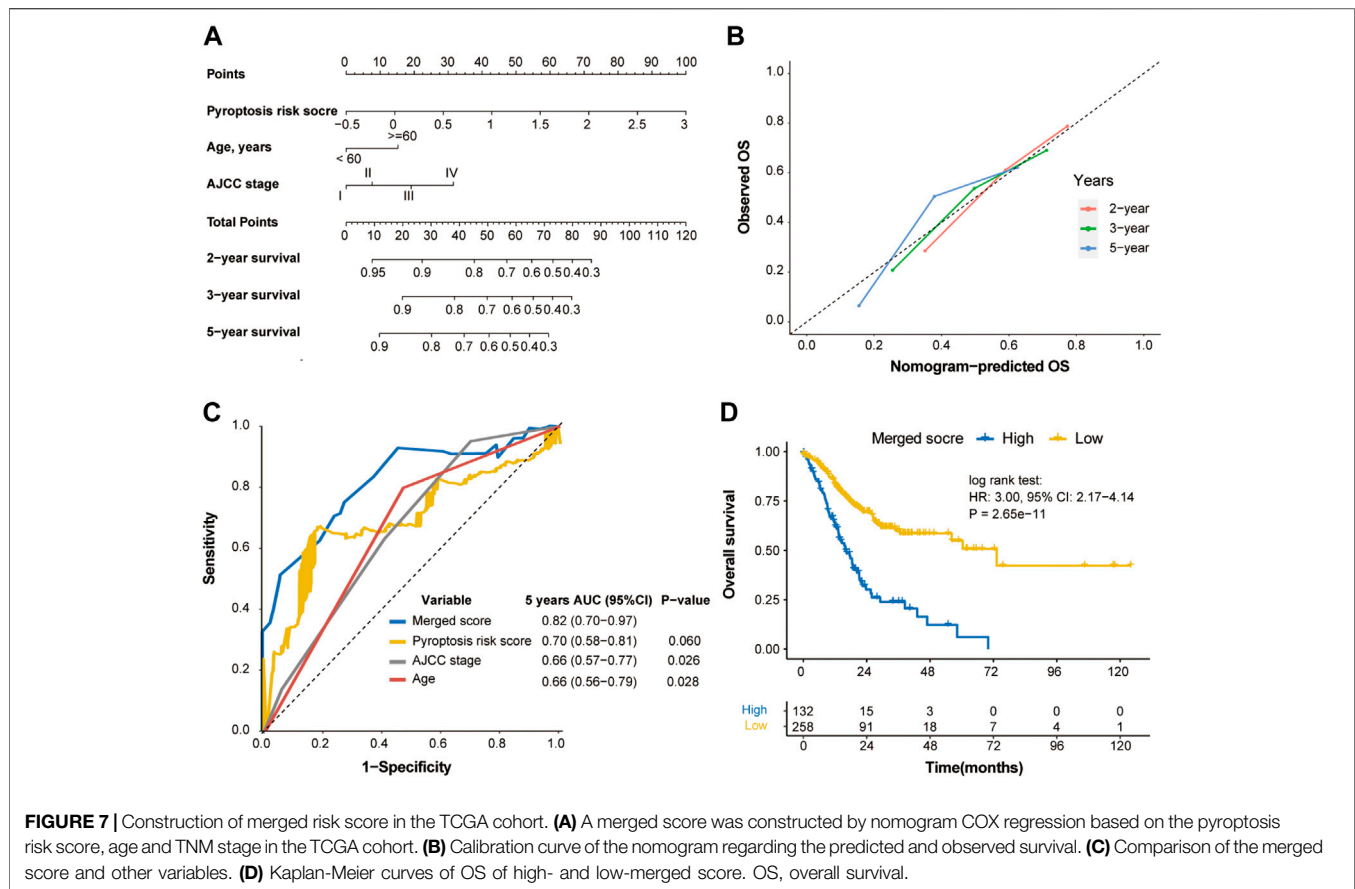 A
Points
0 10 20 30 40 50 60 70 80 90 100
Pyroptosis risk socre
−0.5 0 0.5 1 1.5 2 2.5 3
>=60
Age, years
< 60
II IV
AJCC stage
I III
Total Points
0 10 20 30 40 50 60 70 80 90 100 110 120
2-year survival
0.95 0.9 0.8 0.7 0.6 0.5 0.4 0.3
3-year survival
0.9 0.8 0.7 0.6 0.5 0.4 0.3
5-year survival
0.9 0.8 0.7 0.6 0.5 0.4 0.3
B
1.0
0.8
0.6
0.4
0.2
0.0
Observed OS
0.0 0.2 0.4 0.6 0.8 1.0
Nomogram−predicted OS
Years
2−year
3−year
5−year
C
1.0
0.8
0.6
0.4
0.2
0.0
Sensitivity
0.0 0.2 0.4 0.6 0.8 1.0
1−Specificity
Variable 5 years AUC (95%CI) P−value
Merged score 0.82 (0.70−0.97)
Pyroptosis risk score 0.70 (0.58−0.81) 0.060
AJCC stage 0.66 (0.57−0.77) 0.026
Age 0.66 (0.56−0.79) 0.028
D
Merged socre High Low
1.00
0.75
0.50
0.25
0.00
Overall survival
log rank test:
HR: 3.00, 95% CI: 2.17−4.14
P = 2.65e−11
0 24 48 72 96 120
High 132 15 3 0 0 0
Low 258 91 18 7 4 1
0 24 48 72 96 120
Time(months)
FIGURE 7 | Construction of merged risk score in the TCGA cohort. (A) A merged score was constructed by nomogram COX regression based on the pyroptosis
risk score, age and TNM stage in the TCGA cohort. (B) Calibration curve of the nomogram regarding the predicted and observed survival. (C) Comparison of the merged
score and other variables. (D) Kaplan-Meier curves of OS of high- and low-merged score. OS, overall survival.